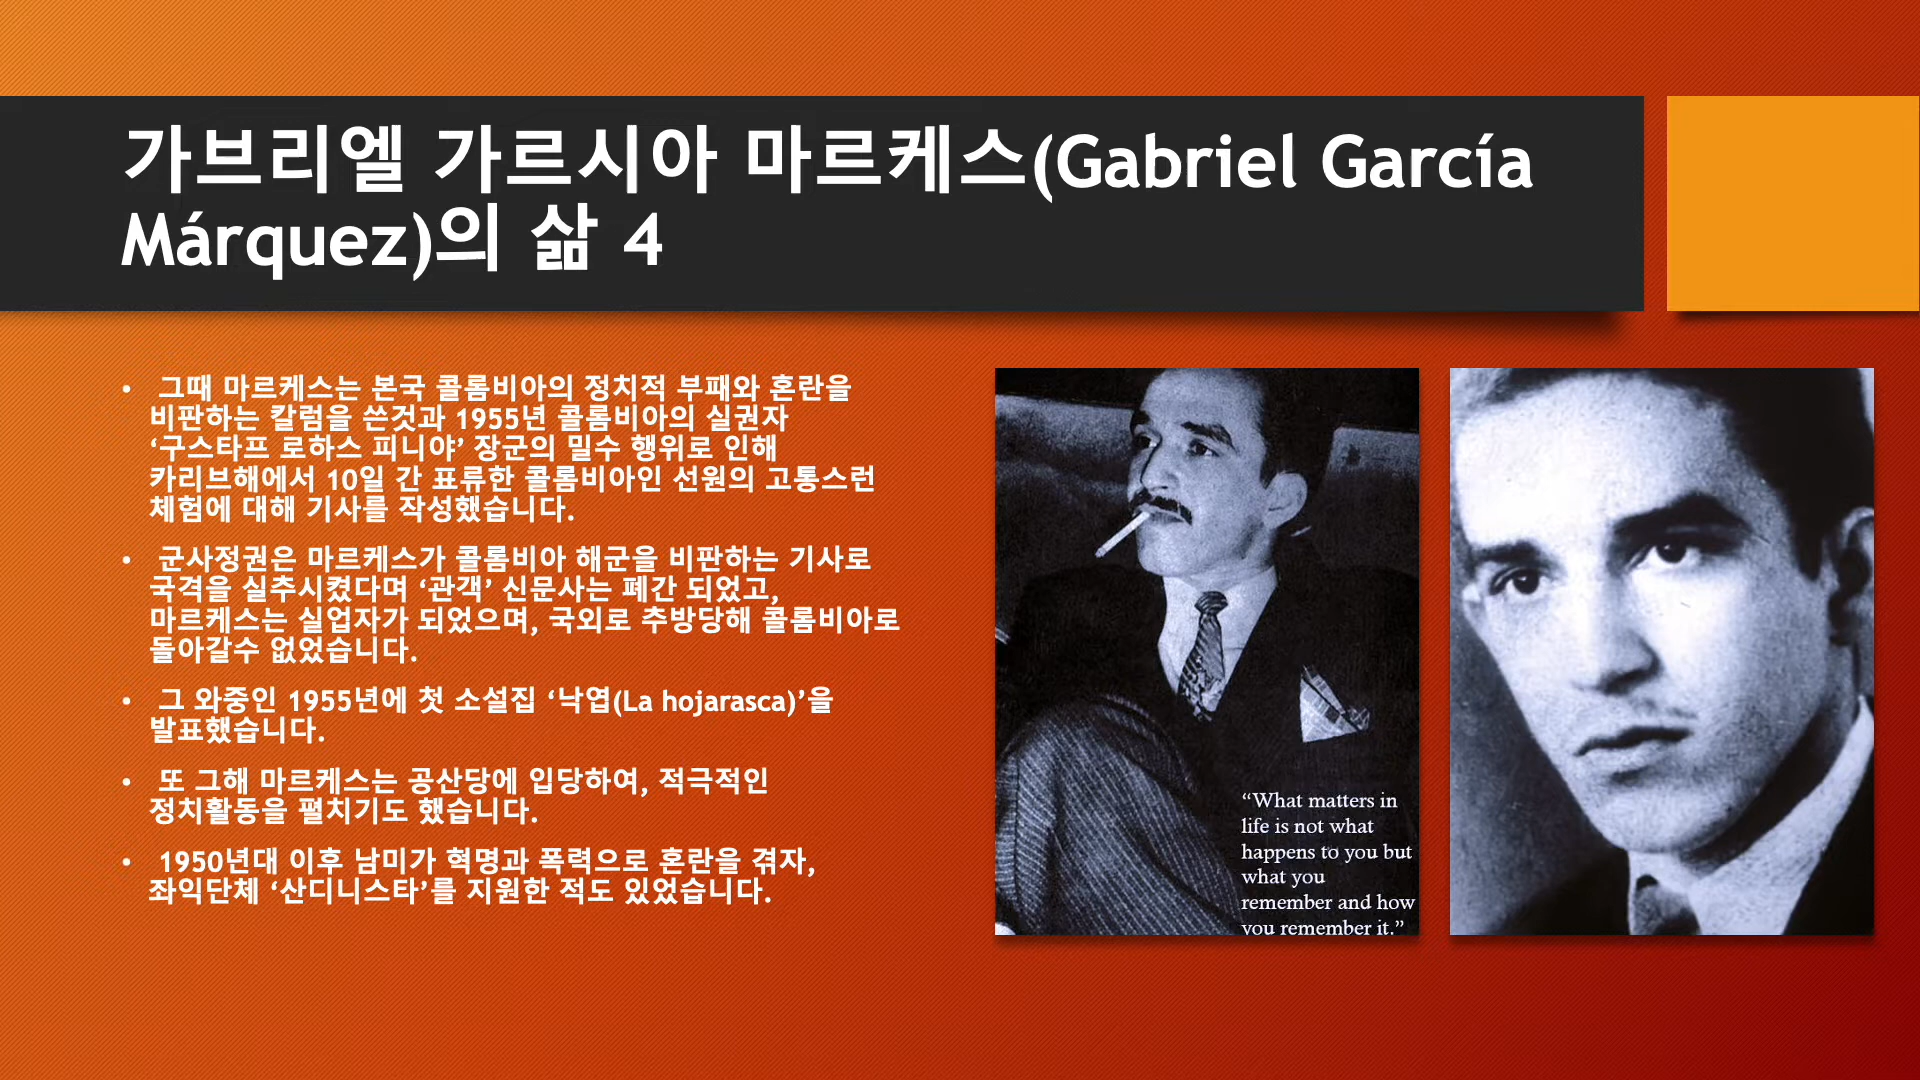 가브리엘 가르시아 마르케스(Gabriel García
Márquez)의 삶 4
• 그때 마르케스는 본국 콜롬비아의 정치적 부패와 혼란을
비판하는 칼럼을 쓴것과 1955년 콜롬비아의 실권자
‘구스타프 로하스 피니야’ 장군의 밀수 행위로 인해
카리브해에서 10일 간 표류한 콜롬비아인 선원의 고통스런
체험에 대해 기사를 작성했습니다.
• 군사정권은 마르케스가 콜롬비아 해군을 비판하는 기사로
국격을 실추시켰다며 ‘관객’ 신문사는 폐간 되었고,
마르케스는 실업자가 되었으며, 국외로 추방당해 콜롬비아로
돌아갈수 없었습니다.
• 그 와중인 1955년에 첫 소설집 ‘낙엽(La hojarasca)’을
발표했습니다.
• 또 그해 마르케스는 공산당에 입당하여, 적극적인
정치활동을 펼치기도 했습니다.
• 1950년대 이후 남미가 혁명과 폭력으로 혼란을 겪자,
좌익단체 ‘산디니스타’를 지원한 적도 있었습니다.
“What matters in
life is not what
happens to you but
what you
remember and how
you remember it.”